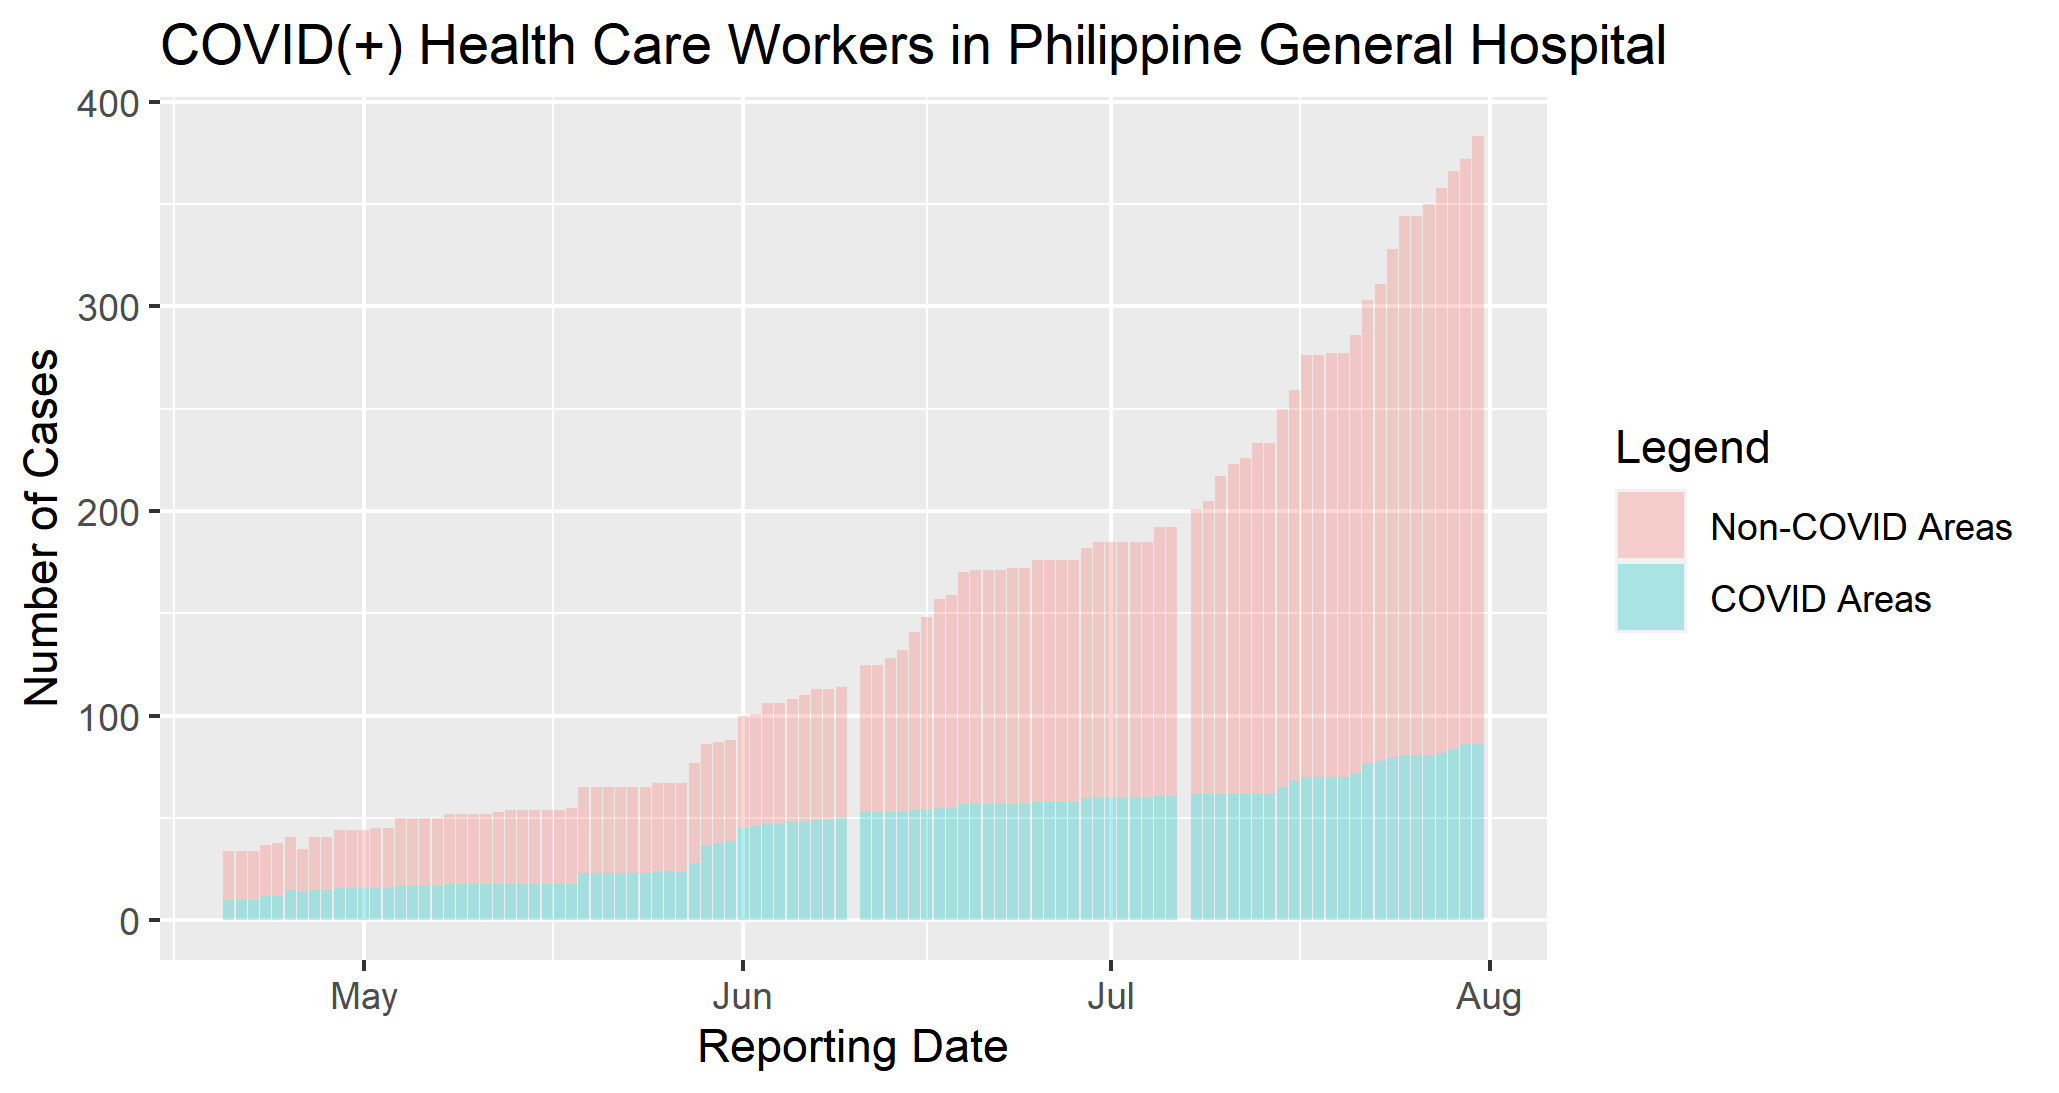 COVID(+) Health Care Workers in Philippine General Hospital
400
300
200
100
0
Number of Cases
May Jun Jul Aug
Reporting Date
Legend
Non-COVID Areas
COVID Areas